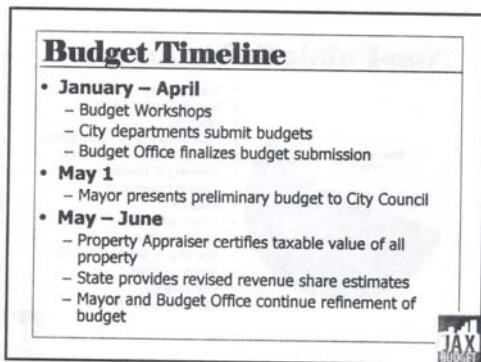 Budget Timeline
• January – April
– Budget Workshops
– City departments submit budgets
– Budget Office finalizes budget submission
• May 1
– Mayor presents preliminary budget to City Council
• May – June
– Property Appraiser certifies taxable value of all
property
– State provides revised revenue share estimates
– Mayor and Budget Office continue refinement of
budget
JAX
BUDGET